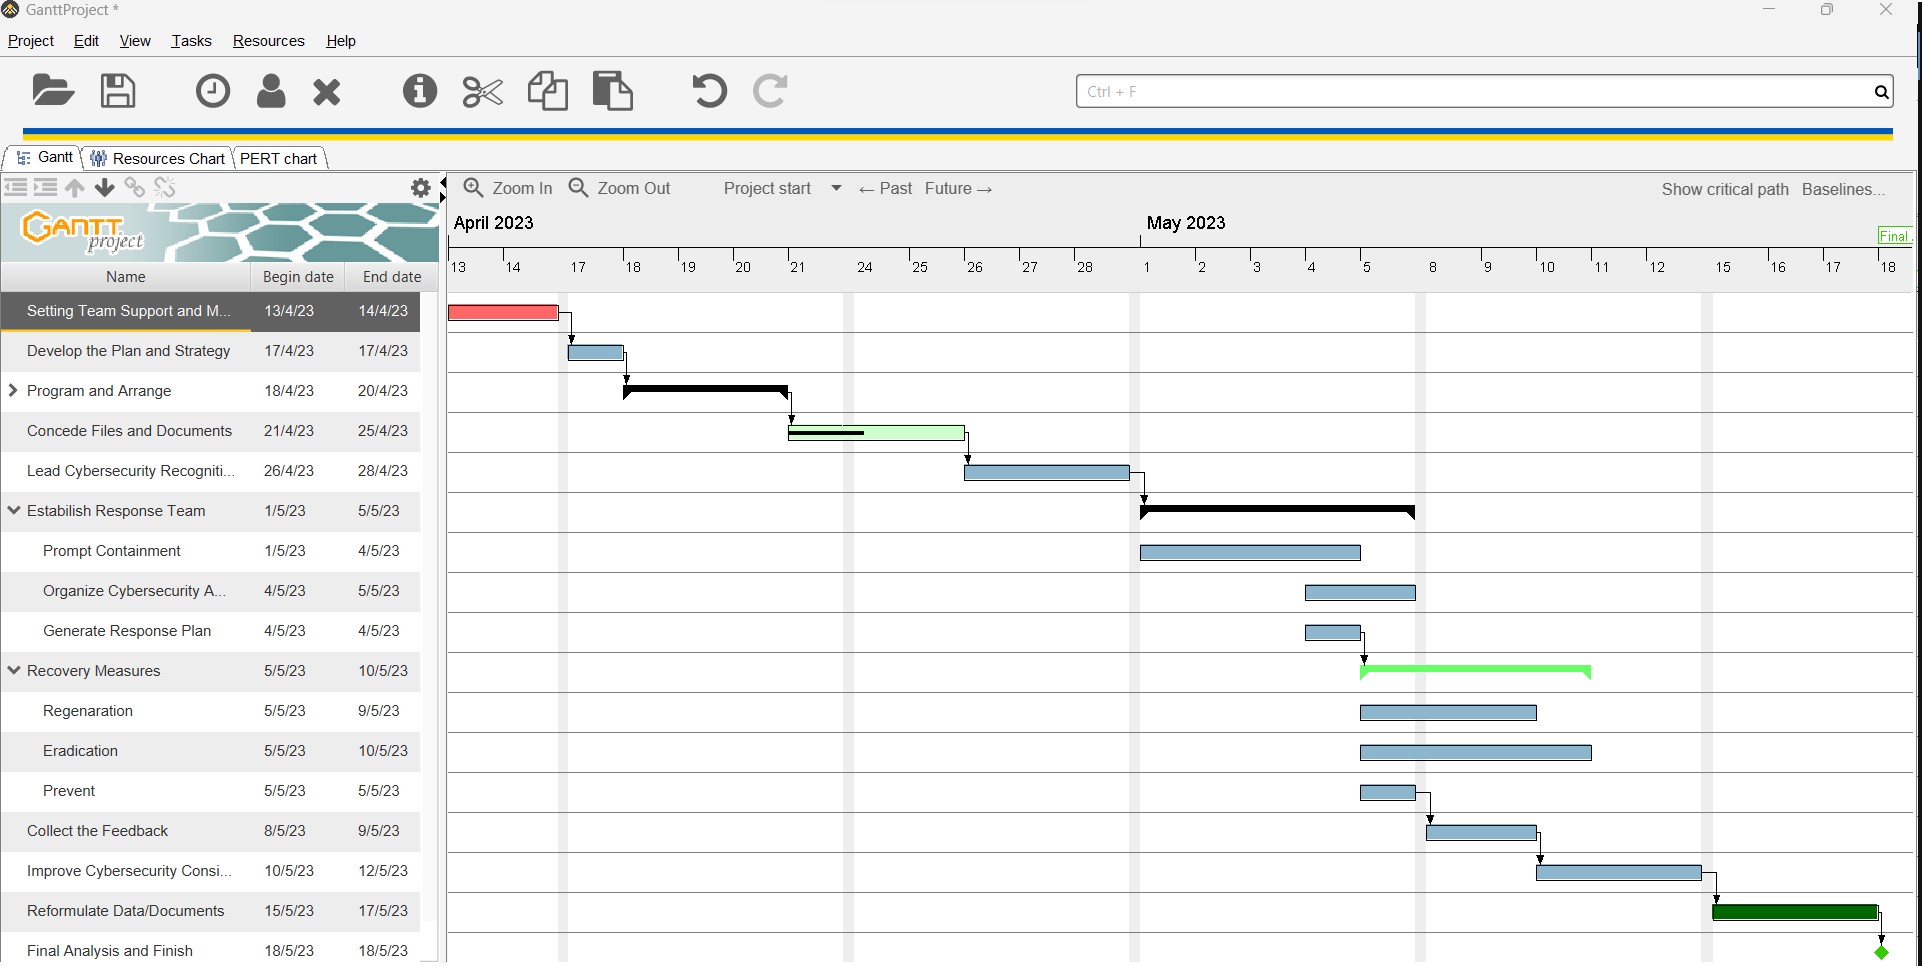 GanttProject *
Project Edit View Tasks Resources Help
Ctrl + F
Gantt Resources Chart PERT chart
Zoom In Zoom Out Project start ← Past Future → Show critical path Baselines...
GANTT project
April 2023 May 2023
Final
Name Begin date End date
13 14 17 18 19 20 21 24 25 26 27 28 1 2 3 4 5 8 9 10 11 12 15 16 17 18
Setting Team Support and M... 13/4/23 14/4/23
Develop the Plan and Strategy 17/4/23 17/4/23
Program and Arrange 18/4/23 20/4/23
Concede Files and Documents 21/4/23 25/4/23
Lead Cybersecurity Recogniti... 26/4/23 28/4/23
Estabilish Response Team 1/5/23 5/5/23
Prompt Containment 1/5/23 4/5/23
Organize Cybersecurity A... 4/5/23 5/5/23
Generate Response Plan 4/5/23 4/5/23
Recovery Measures 5/5/23 10/5/23
Regenaration 5/5/23 9/5/23
Eradication 5/5/23 10/5/23
Prevent 5/5/23 5/5/23
Collect the Feedback 8/5/23 9/5/23
Improve Cybersecurity Consi... 10/5/23 12/5/23
Reformulate Data/Documents 15/5/23 17/5/23
Final Analysis and Finish 18/5/23 18/5/23